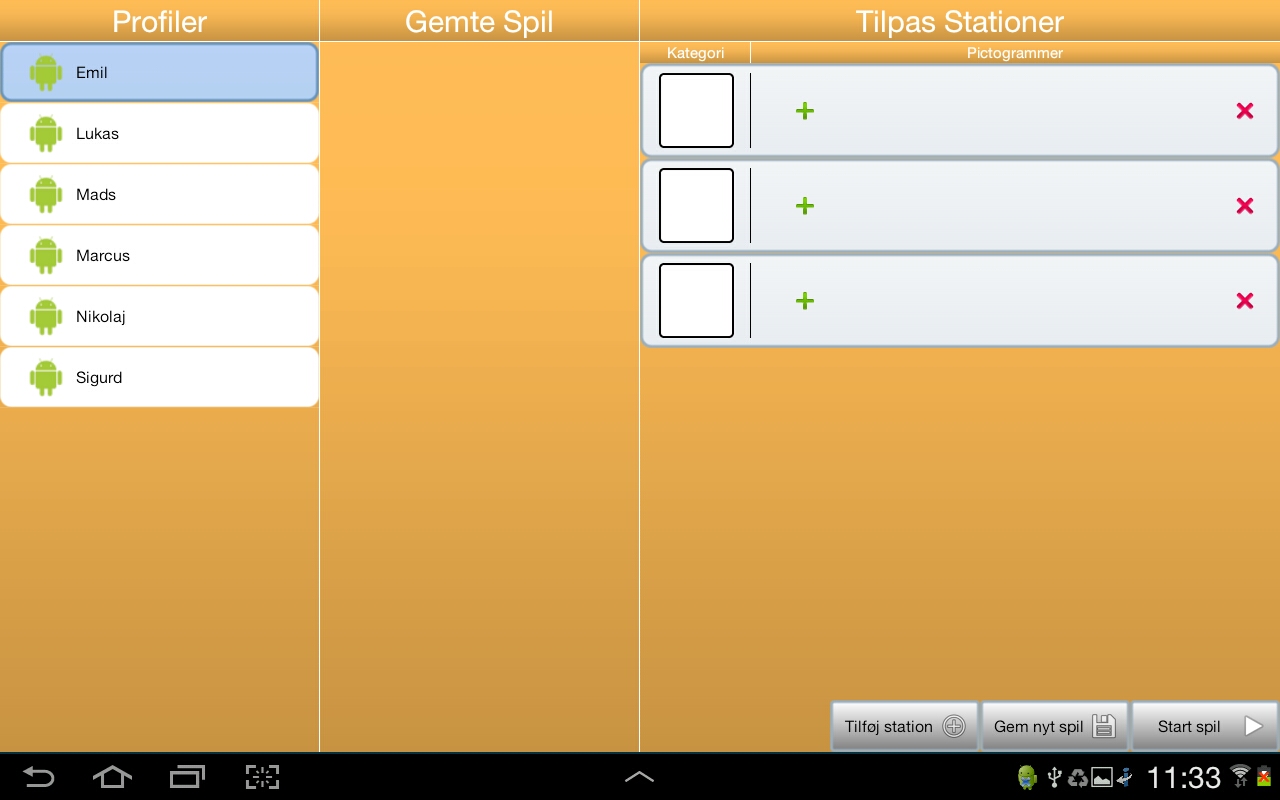 Profiler
Gemte Spil
Tilpas Stationer
Kategori
Pictogrammer
Emil
Lukas
Mads
Marcus
Nikolaj
Sigurd
Tilføj station
Gem nyt spil
Start spil
11:33